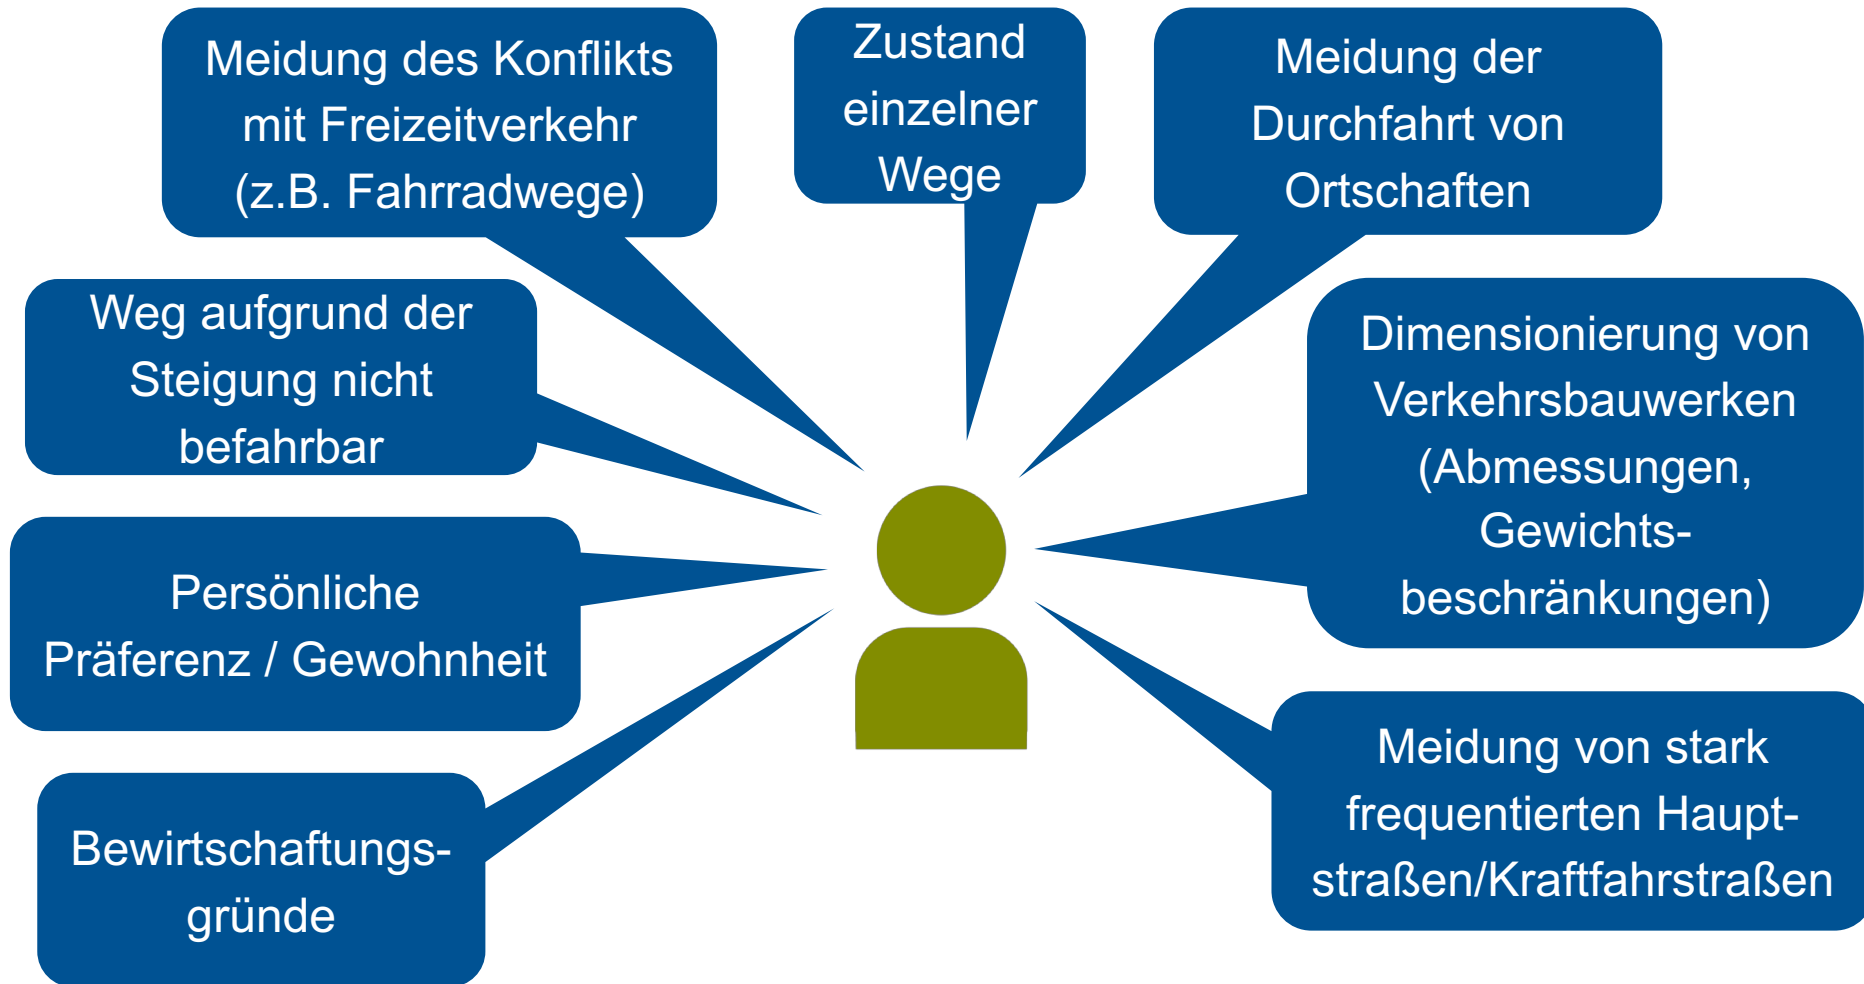 Meidung des Konflikts
mit Freizeitverkehr
(z.B. Fahrradwege)
Zustand
einzelner
Wege
Meidung der
Durchfahrt von
Ortschaften
Weg aufgrund der
Steigung nicht
befahrbar
Dimensionierung von
Verkehrsbauwerken
(Abmessungen,
Gewichts-
beschränkungen)
Persönliche
Präferenz / Gewohnheit
Meidung von stark
frequentierten Haupt-
straßen/Kraftfahrstraßen
Bewirtschaftungs-
gründe